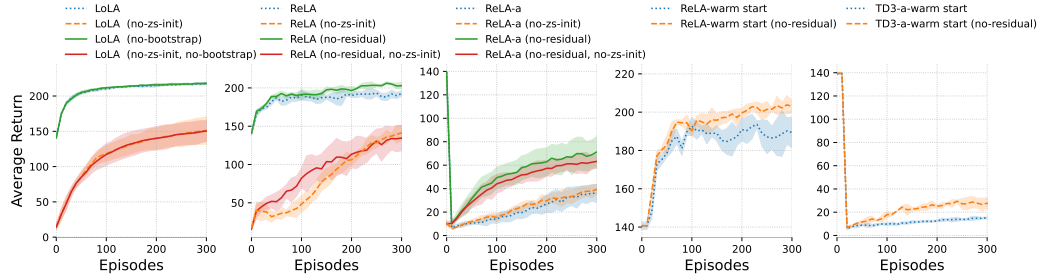 LoLA
LoLA (no-zs-init)
LoLA (no-bootstrap)
LoLA (no-zs-init, no-bootstrap)
ReLA
ReLA (no-zs-init)
ReLA (no-residual)
ReLA (no-residual, no-zs-init)
ReLA-a
ReLA-a (no-zs-init)
ReLA-a (no-residual)
ReLA-a (no-residual, no-zs-init)
ReLA-warm start
ReLA-warm start (no-residual)
TD3-a-warm start
TD3-a-warm start (no-residual)
Average Return
200
150
100
50
0
0 100 200 300
Episodes
200
150
100
50
0 100 200 300
Episodes
140
120
100
80
60
40
20
0
0 100 200 300
Episodes
220
200
180
160
140
0 100 200 300
Episodes
140
120
100
80
60
40
20
0
0 100 200 300
Episodes